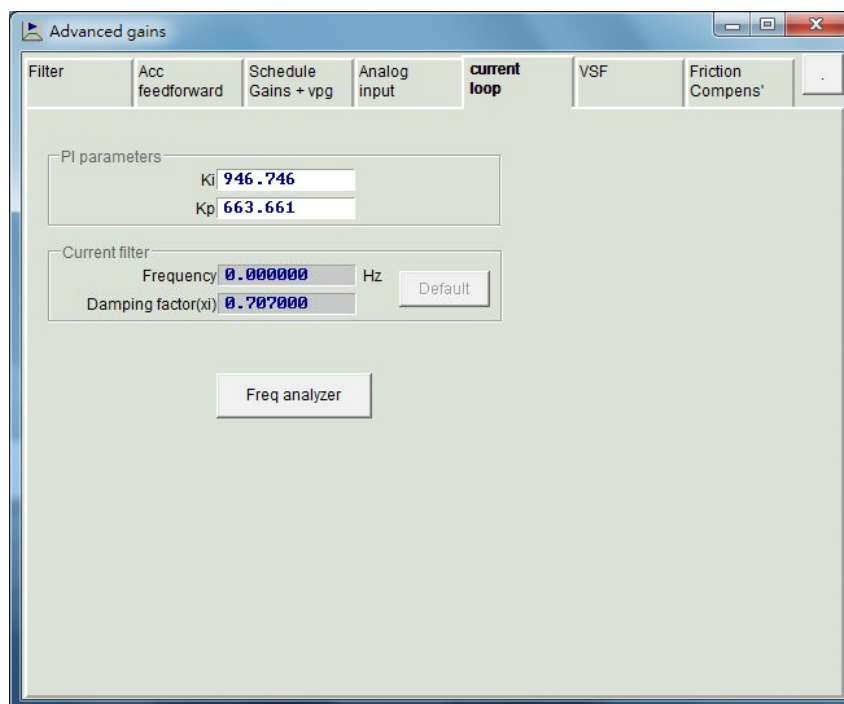 Advanced gains
Filter
Acc
feedforward
Schedule
Gains + vpg
Analog
input
current
loop
VSF
Friction
Compens'
.
PI parameters
Ki 946.746
Kp 663.661
Current filter
Frequency 0.000000 Hz
Default
Damping factor(xi) 0.707000
Freq analyzer